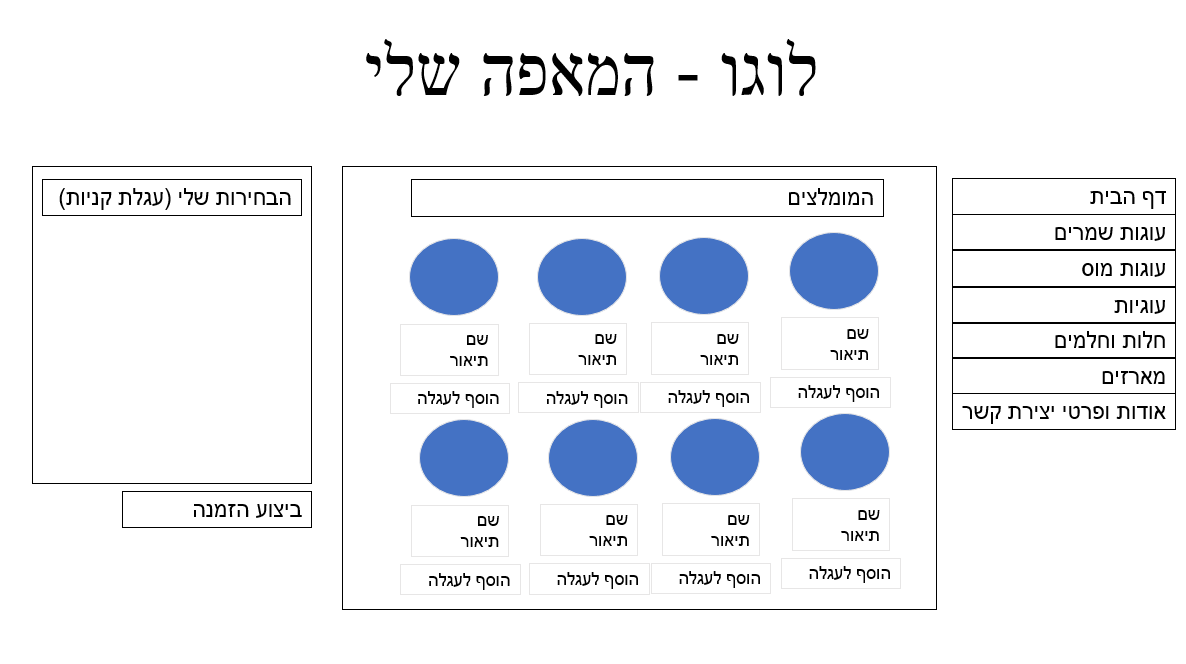 לוגו - המאפה שלי
דף הבית
עוגות שמרים
עוגות מוס
עוגיות
חלות וחלמים
מארזים
אודות ופרטי יצירת קשר
המומלצים
שם
תיאור
הוסף לעגלה
שם
תיאור
הוסף לעגלה
שם
תיאור
הוסף לעגלה
שם
תיאור
הוסף לעגלה
שם
תיאור
הוסף לעגלה
שם
תיאור
הוסף לעגלה
שם
תיאור
הוסף לעגלה
שם
תיאור
הוסף לעגלה
הבחירות שלי (עגלת קניות)
ביצוע הזמנה